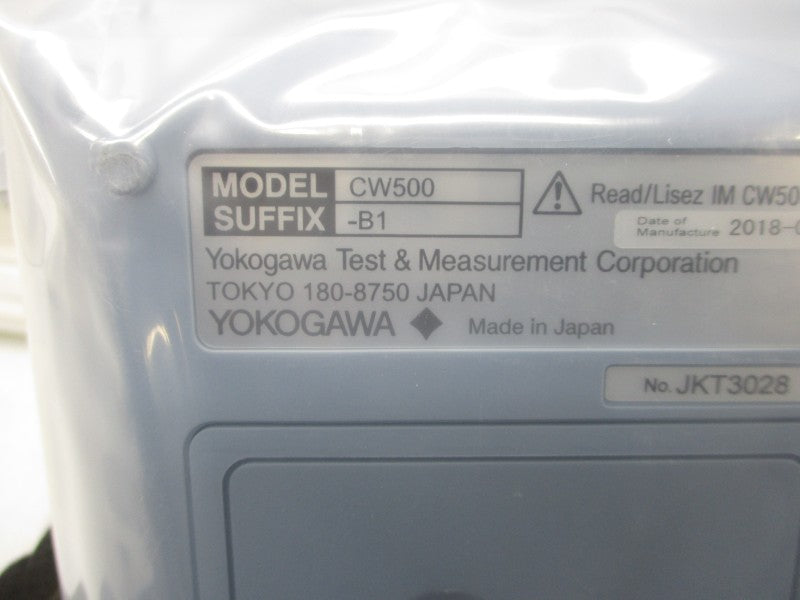 MODEL CW500
SUFFIX -B1
Read/Lisez IM CW50
Date of Manufacture 2018-0
Yokogawa Test & Measurement Corporation
TOKYO 180-8750 JAPAN
YOKOGAWA Made in Japan
No. JKT3028